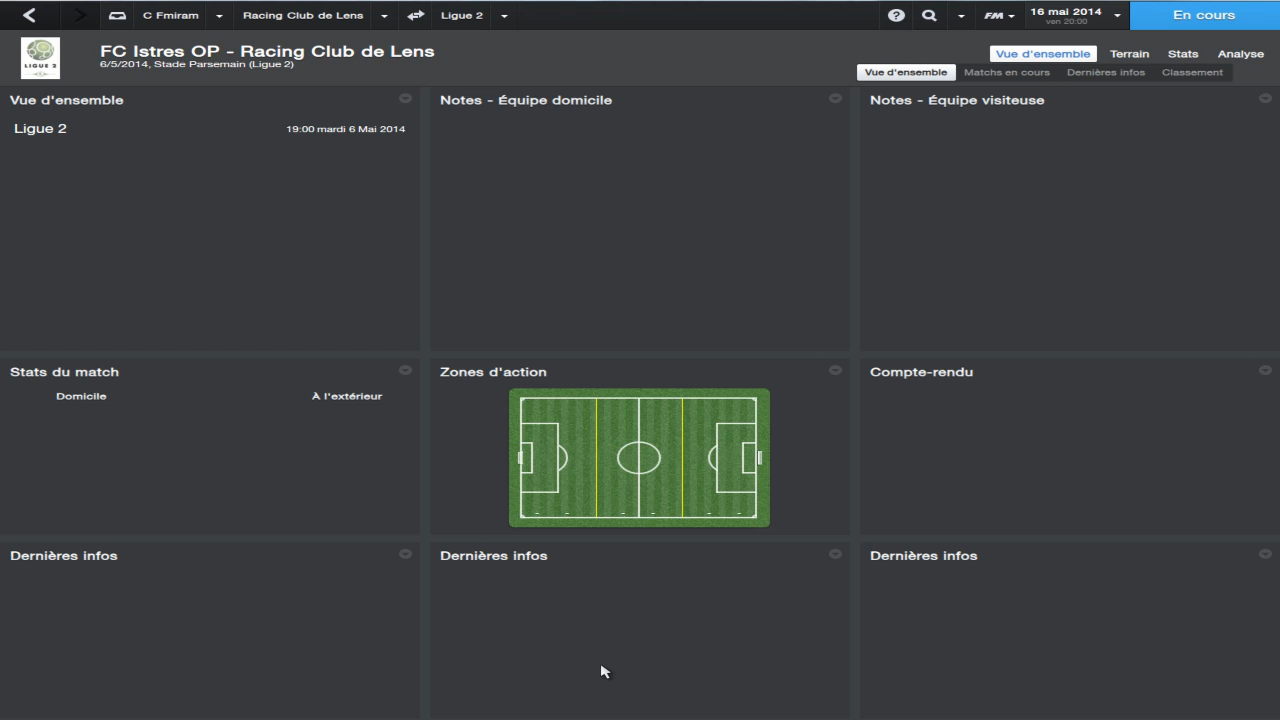 C Fmiram
Racing Club de Lens
Ligue 2
FM
16 mai 2014
ven 20:00
En cours
LIGUE 2
FC Istres OP - Racing Club de Lens
6/5/2014, Stade Parsemain (Ligue 2)
Vue d'ensemble
Terrain
Stats
Analyse
Vue d'ensemble
Matchs en cours
Dernières infos
Classement
Vue d'ensemble
Notes - Équipe domicile
Notes - Équipe visiteuse
Ligue 2
19:00 mardi 6 Mai 2014
Stats du match
Zones d'action
Compte-rendu
Domicile
À l'extérieur
Dernières infos
Dernières infos
Dernières infos